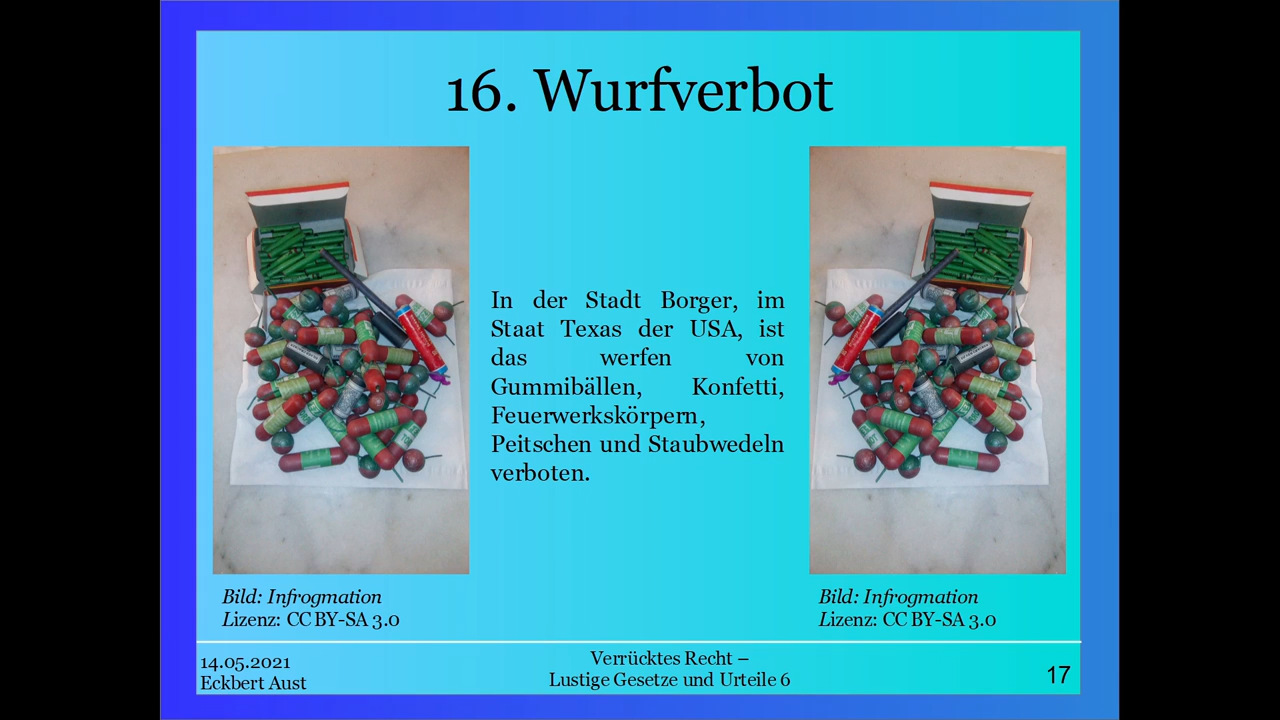 16. Wurfverbot
In der Stadt Borger, im
Staat Texas der USA, ist
das werfen von
Gummibällen, Konfetti,
Feuerwerkskörpern,
Peitschen und Staubwedeln
verboten.
Bild: Infrogmation
Lizenz: CC BY-SA 3.0
Bild: Infrogmation
Lizenz: CC BY-SA 3.0
14.05.2021
Eckbert Aust
Verrücktes Recht –
Lustige Gesetze und Urteile 6
17